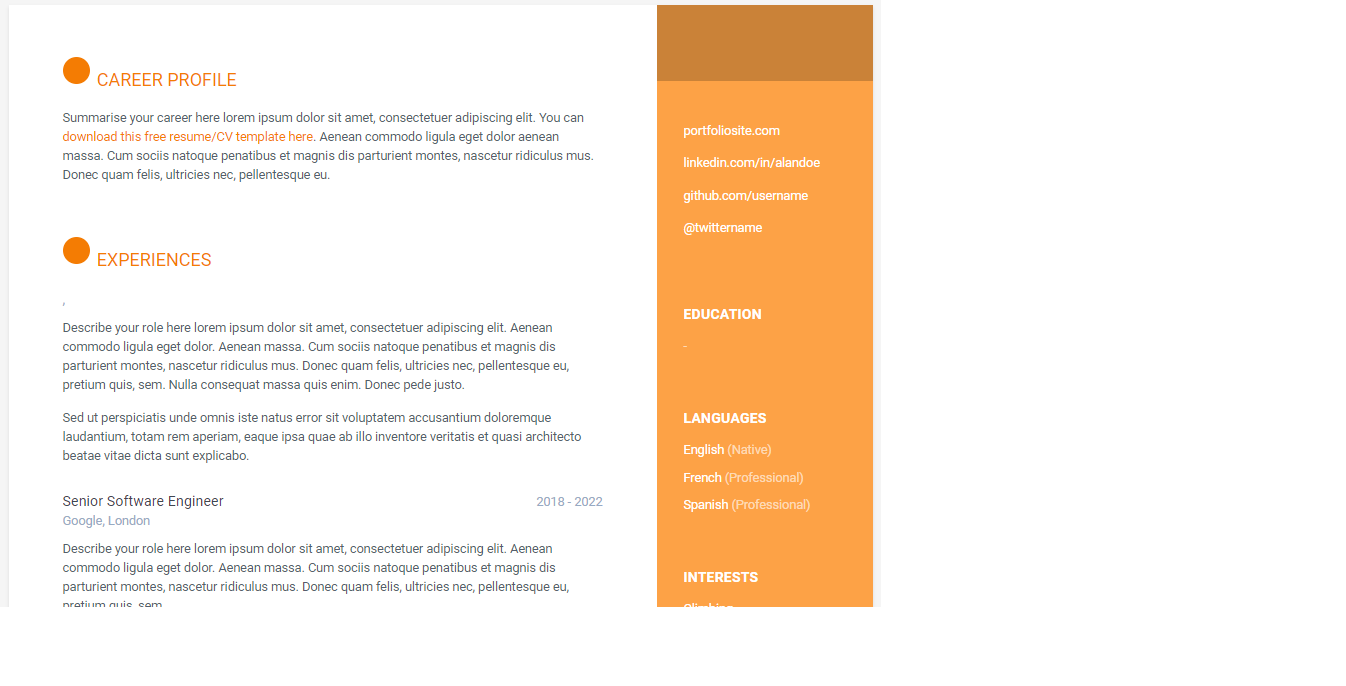 CAREER PROFILE
Summarise your career here lorem ipsum dolor sit amet, consectetuer adipiscing elit. You can
download this free resume/CV template here. Aenean commodo ligula eget dolor aenean
massa. Cum sociis natoque penatibus et magnis dis parturient montes, nascetur ridiculus mus.
Donec quam felis, ultricies nec, pellentesque eu.
EXPERIENCES
,
Describe your role here lorem ipsum dolor sit amet, consectetuer adipiscing elit. Aenean
commodo ligula eget dolor. Aenean massa. Cum sociis natoque penatibus et magnis dis
parturient montes, nascetur ridiculus mus. Donec quam felis, ultricies nec, pellentesque eu,
pretium quis, sem. Nulla consequat massa quis enim. Donec pede justo.
Sed ut perspiciatis unde omnis iste natus error sit voluptatem accusantium doloremque
laudantium, totam rem aperiam, eaque ipsa quae ab illo inventore veritatis et quasi architecto
beatae vitae dicta sunt explicabo.
Senior Software Engineer 2018 - 2022
Google, London
Describe your role here lorem ipsum dolor sit amet, consectetuer adipiscing elit. Aenean
commodo ligula eget dolor. Aenean massa. Cum sociis natoque penatibus et magnis dis
parturient montes, nascetur ridiculus mus. Donec quam felis, ultricies nec, pellentesque eu,
pretium quis, sem
portfoliosite.com
linkedin.com/in/alandoe
github.com/username
@twittername
EDUCATION
-
LANGUAGES
English (Native)
French (Professional)
Spanish (Professional)
INTERESTS
Climbing